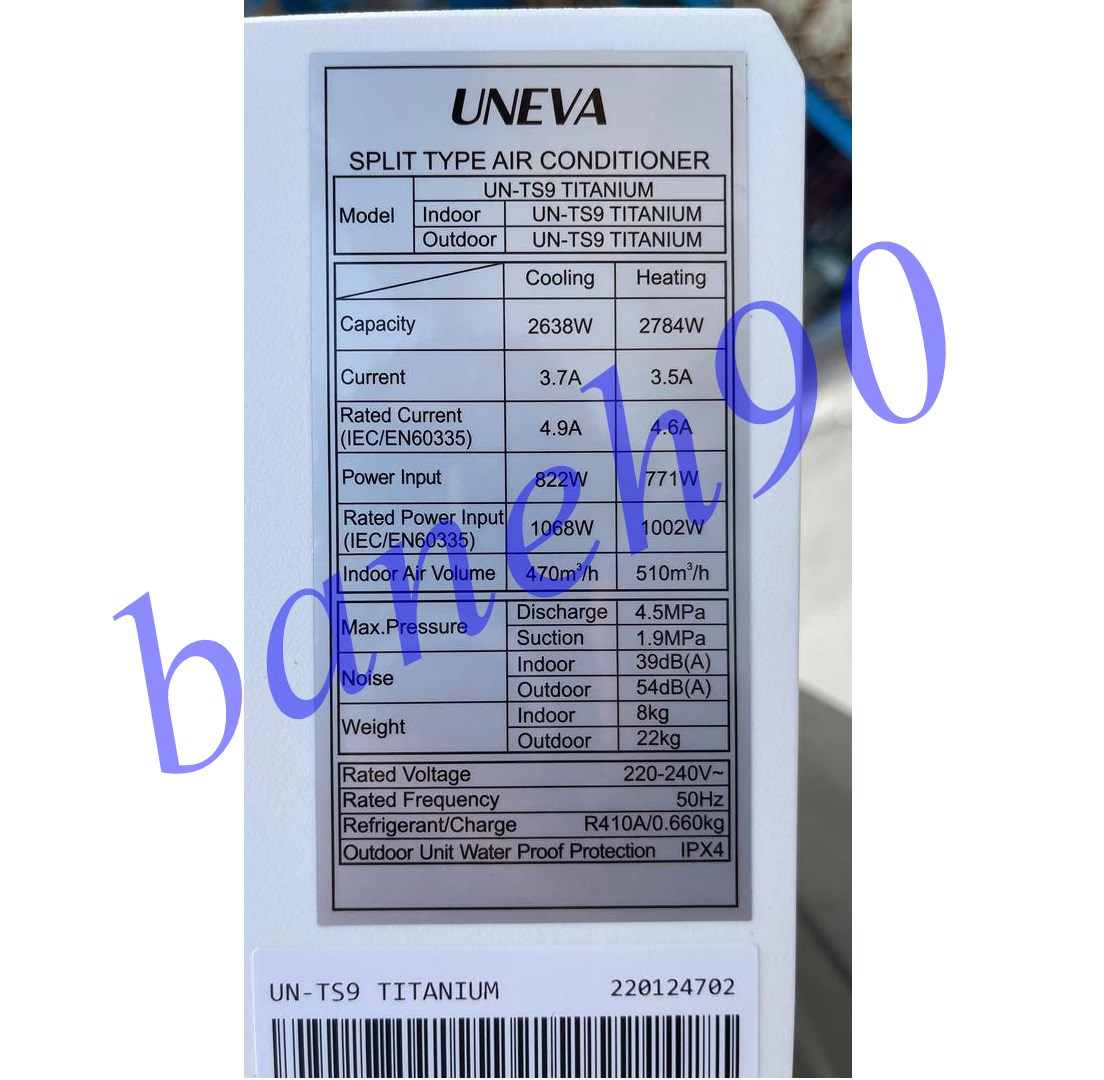 UNEVA
SPLIT TYPE AIR CONDITIONER
Model UN-TS9 TITANIUM
Indoor UN-TS9 TITANIUM
Outdoor UN-TS9 TITANIUM
Cooling Heating
Capacity 2638W 2784W
Current 3.7A 3.5A
Rated Current
(IEC/EN60335) 4.9A 4.6A
Power Input 822W 771W
Rated Power Input
(IEC/EN60335) 1068W 1002W
Indoor Air Volume 470m³/h 510m³/h
Max.Pressure Discharge 4.5MPa
Suction 1.9MPa
Noise Indoor 39dB(A)
Outdoor 54dB(A)
Weight Indoor 8kg
Outdoor 22kg
Rated Voltage 220-240V~
Rated Frequency 50Hz
Refrigerant/Charge R410A/0.660kg
Outdoor Unit Water Proof Protection IPX4
UN-TS9 TITANIUM 220124702
baneh90